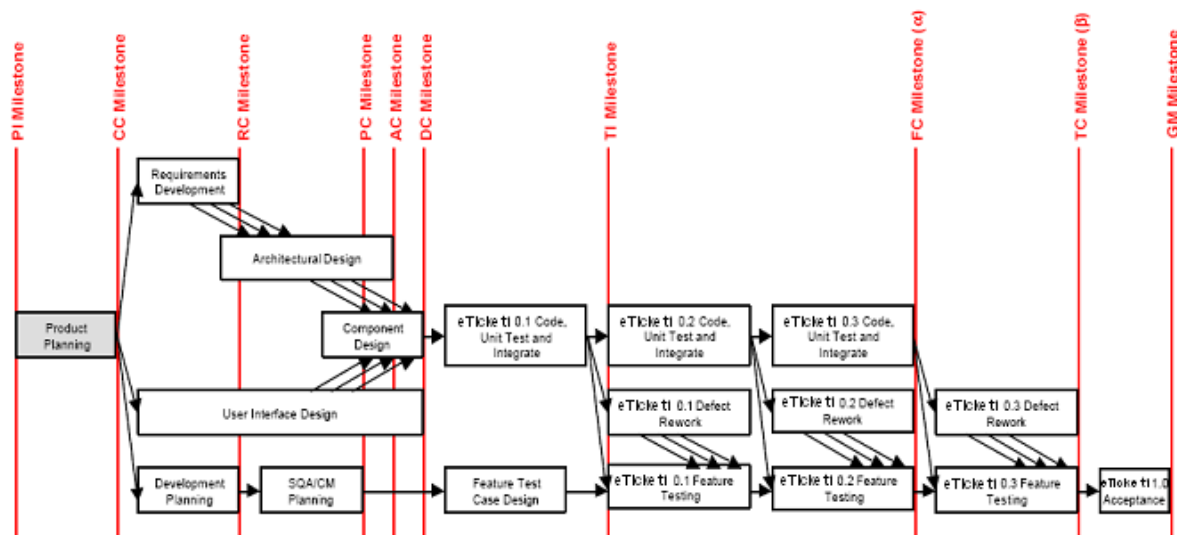 PI Milestone
CC Milestone
RC Milestone
PC Milestone
AC Milestone
DC Milestone
TI Milestone
FC Milestone (α)
TC Milestone (β)
GM Milestone
Requirements
Development
Architectural Design
Product
Planning
Component
Design
eTicketi 0.1 Code,
Unit Test and
Integrate
eTicketi 0.2 Code,
Unit Test and
Integrate
eTicketi 0.3 Code,
Unit Test and
Integrate
User Interface Design
eTicketi 0.1 Defect
Rework
eTicketi 0.2 Defect
Rework
eTicketi 0.3 Defect
Rework
Development
Planning
SQA/CM
Planning
Feature Test
Case Design
eTicketi 0.1 Feature
Testing
eTicketi 0.2 Feature
Testing
eTicketi 0.3 Feature
Testing
eTicketi 1.0
Acceptance